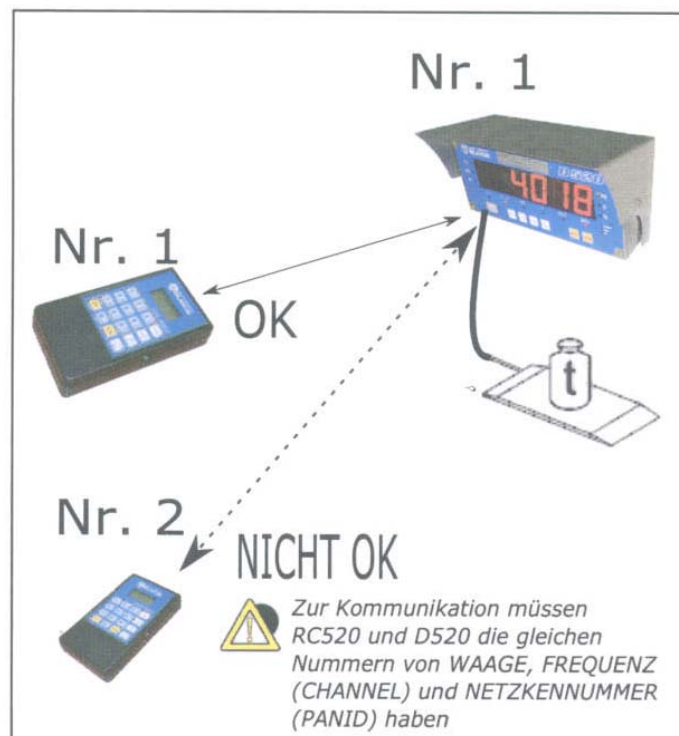 Nr. 1
4018
Nr. 1
OK
t
Nr. 2
NICHT OK
Zur Kommunikation müssen
RC520 und D520 die gleichen
Nummern von WAAGE, FREQUENZ
(CHANNEL) und NETZKENNUMMER
(PANID) haben